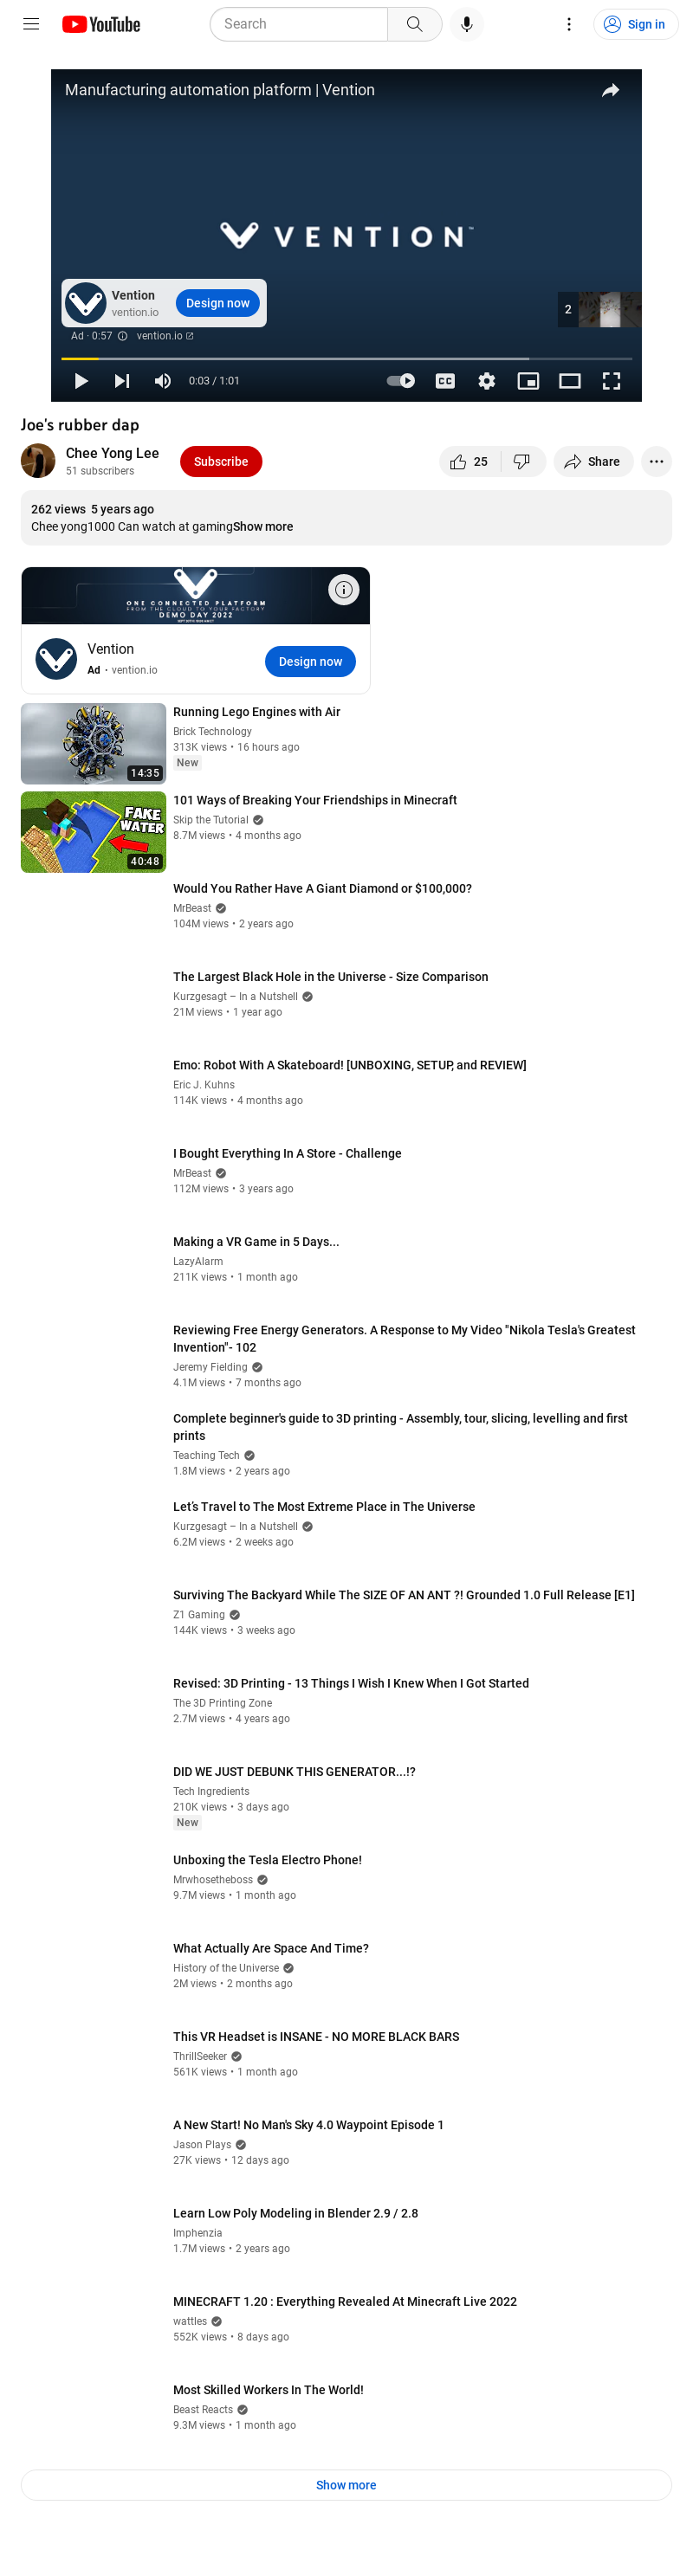 YouTube
Search
Sign in
Manufacturing automation platform | Vention
VENTION
Vention
vention.io
Design now
2
Ad · 0:57 vention.io
0:03 / 1:01
CC
Joe's rubber dap
Chee Yong Lee
51 subscribers
Subscribe
25
Share
262 views 5 years ago
Chee yong1000 Can watch at gamingShow more
ONE CONNECTED PLATFORM
FROM THE CLOUD TO YOUR FACTORY
DEMO DAY 2022
Vention
Ad • vention.io
Design now
14:35
Running Lego Engines with Air
Brick Technology
313K views • 16 hours ago
New
FAKE
WATER
40:48
101 Ways of Breaking Your Friendships in Minecraft
Skip the Tutorial
8.7M views • 4 months ago
Would You Rather Have A Giant Diamond or $100,000?
MrBeast
104M views • 2 years ago
The Largest Black Hole in the Universe - Size Comparison
Kurzgesagt – In a Nutshell
21M views • 1 year ago
Emo: Robot With A Skateboard! [UNBOXING, SETUP, and REVIEW]
Eric J. Kuhns
114K views • 4 months ago
I Bought Everything In A Store - Challenge
MrBeast
112M views • 3 years ago
Making a VR Game in 5 Days...
LazyAlarm
211K views • 1 month ago
Reviewing Free Energy Generators. A Response to My Video "Nikola Tesla's Greatest
Invention"- 102
Jeremy Fielding
4.1M views • 7 months ago
Complete beginner's guide to 3D printing - Assembly, tour, slicing, levelling and first
prints
Teaching Tech
1.8M views • 2 years ago
Let’s Travel to The Most Extreme Place in The Universe
Kurzgesagt – In a Nutshell
6.2M views • 2 weeks ago
Surviving The Backyard While The SIZE OF AN ANT ?! Grounded 1.0 Full Release [E1]
Z1 Gaming
144K views • 3 weeks ago
Revised: 3D Printing - 13 Things I Wish I Knew When I Got Started
The 3D Printing Zone
2.7M views • 4 years ago
DID WE JUST DEBUNK THIS GENERATOR...!?
Tech Ingredients
210K views • 3 days ago
New
Unboxing the Tesla Electro Phone!
Mrwhosetheboss
9.7M views • 1 month ago
What Actually Are Space And Time?
History of the Universe
2M views • 2 months ago
This VR Headset is INSANE - NO MORE BLACK BARS
ThrillSeeker
561K views • 1 month ago
A New Start! No Man's Sky 4.0 Waypoint Episode 1
Jason Plays
27K views • 12 days ago
Learn Low Poly Modeling in Blender 2.9 / 2.8
Imphenzia
1.7M views • 2 years ago
MINECRAFT 1.20 : Everything Revealed At Minecraft Live 2022
wattles
552K views • 8 days ago
Most Skilled Workers In The World!
Beast Reacts
9.3M views • 1 month ago
Show more